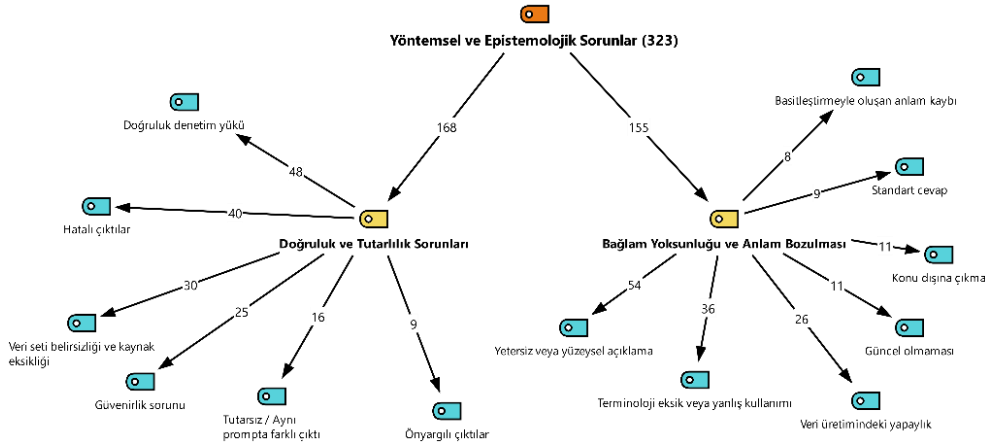 Yöntemsel ve Epistemolojik Sorunlar (323)
168
155
Doğruluk denetim yükü
48
Hatalı çıktılar
40
Doğruluk ve Tutarlılık Sorunları
30
Veri seti belirsizliği ve kaynak
eksikliği
25
Güvenirlik sorunu
16
Tutarsız / Aynı
prompta farklı çıktı
9
Önyargılı çıktılar
Basitleştirmeyle oluşan anlam kaybı
8
Standart cevap
9
Bağlam Yoksunluğu ve Anlam Bozulması
11
Konu dışına çıkma
54
Yetersiz veya yüzeysel açıklama
36
Terminoloji eksik veya yanlış kullanımı
26
Veri üretimindeki yapaylık
11
Güncel olmaması